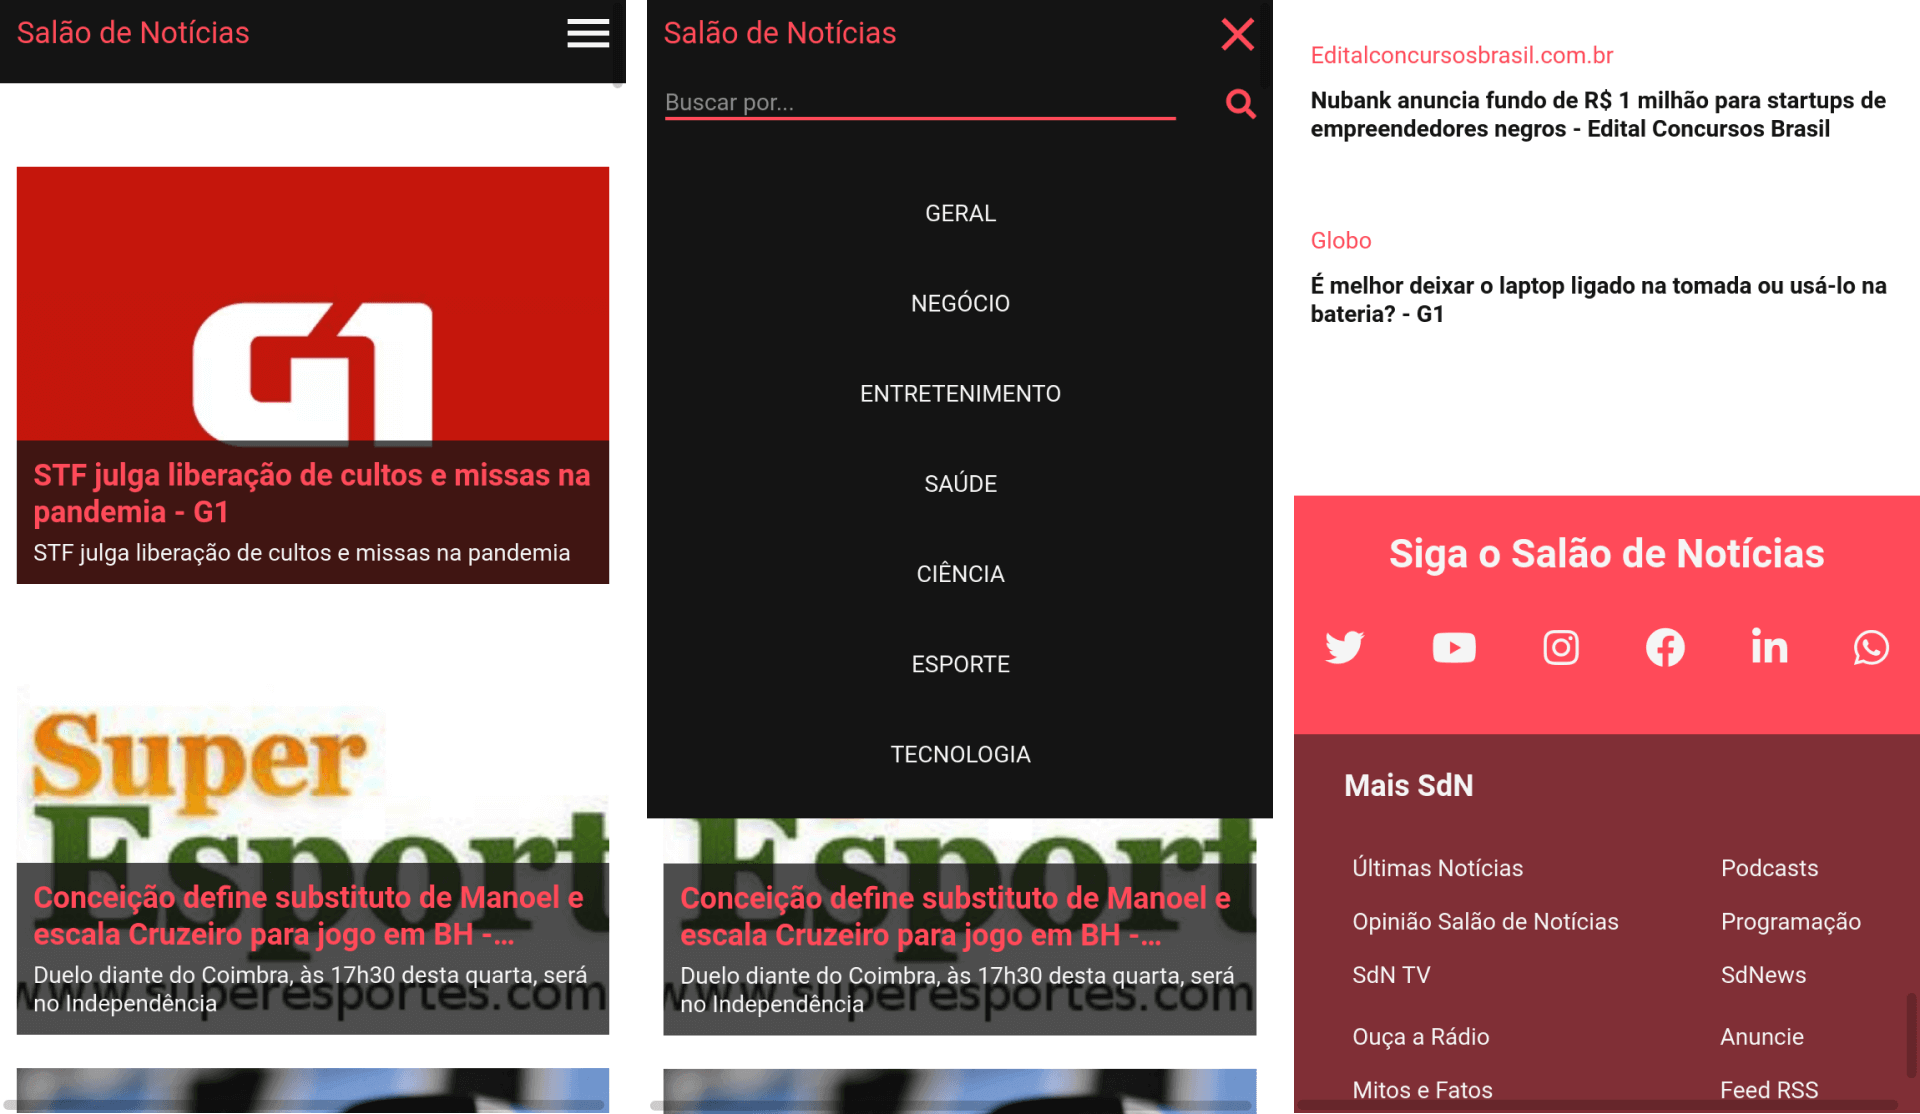 Salão de Notícias
G1
STF julga liberação de cultos e missas na
pandemia - G1
STF julga liberação de cultos e missas na pandemia
Super
Esport
Conceição define substituto de Manoel e
escala Cruzeiro para jogo em BH -...
Duelo diante do Coimbra, às 17h30 desta quarta, será
no Independência
www.superesportes.com
Salão de Notícias
Buscar por...
GERAL
NEGÓCIO
ENTRETENIMENTO
SAÚDE
CIÊNCIA
ESPORTE
TECNOLOGIA
Esport
Conceição define substituto de Manoel e
escala Cruzeiro para jogo em BH -...
Duelo diante do Coimbra, às 17h30 desta quarta, será
no Independência
www.superesportes.com
Editalconcursosbrasil.com.br
Nubank anuncia fundo de R$ 1 milhão para startups de
empreendedores negros - Edital Concursos Brasil
Globo
É melhor deixar o laptop ligado na tomada ou usá-lo na
bateria? - G1
Siga o Salão de Notícias
Mais SdN
Últimas Notícias
Podcasts
Opinião Salão de Notícias
Programação
SdN TV
SdNews
Ouça a Rádio
Anuncie
Mitos e Fatos
Feed RSS